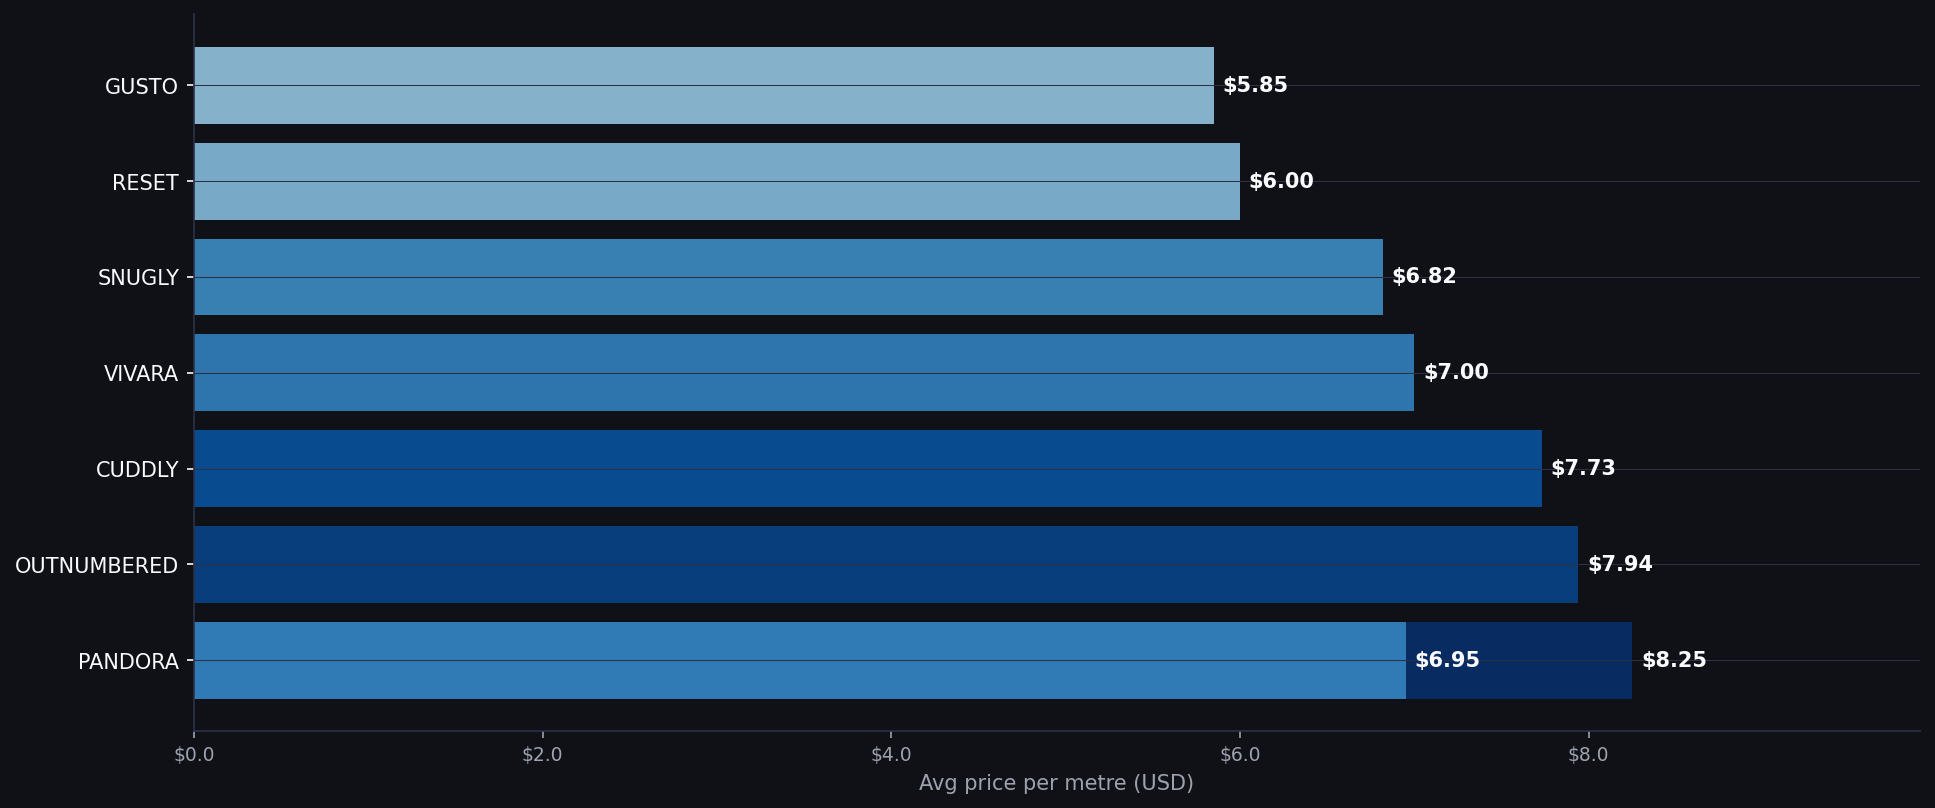 GUSTO $5.85
RESET $6.00
SNUGLY $6.82
VIVARA $7.00
CUDDLY $7.73
OUTNUMBERED $7.94
PANDORA $6.95 $8.25
$0.0 $2.0 $4.0 $6.0 $8.0
Avg price per metre (USD)